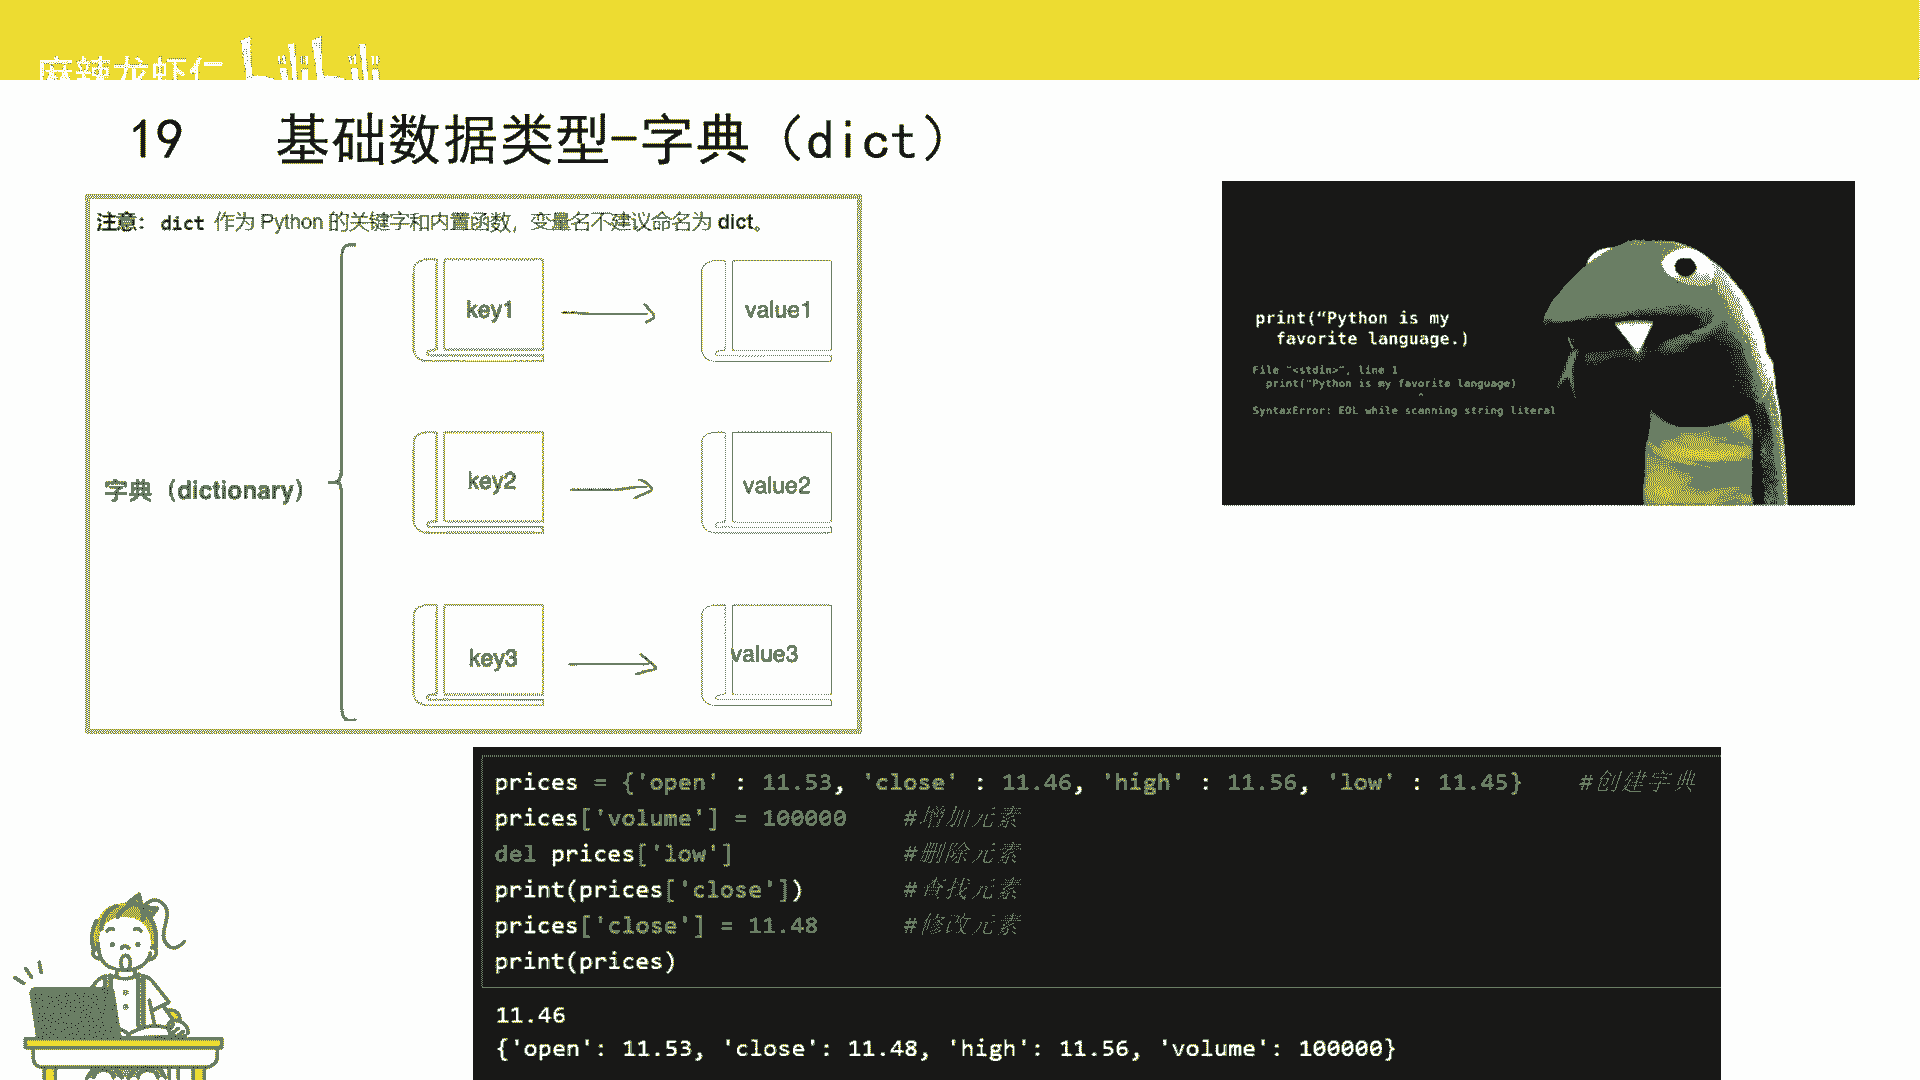 麻辣龙虾仁 bilibili
19 基础数据类型-字典（dict）
注意： dict 作为 Python 的关键字和内置函数，变量名不建议命名为 dict。
key1 value1
字典（dictionary） key2 value2
key3 value3
print(“Python is my
favorite language.)
File "<stdin>", line 1
print("Python is my favorite language)
^
SyntaxError: EOL while scanning string literal
prices = {'open' : 11.53, 'close' : 11.46, 'high' : 11.56, 'low' : 11.45} #创建字典
prices['volume'] = 100000 #增加元素
del prices['low'] #删除元素
print(prices['close']) #查找元素
prices['close'] = 11.48 #修改元素
print(prices)
11.46
{'open': 11.53, 'close': 11.48, 'high': 11.56, 'volume': 100000}